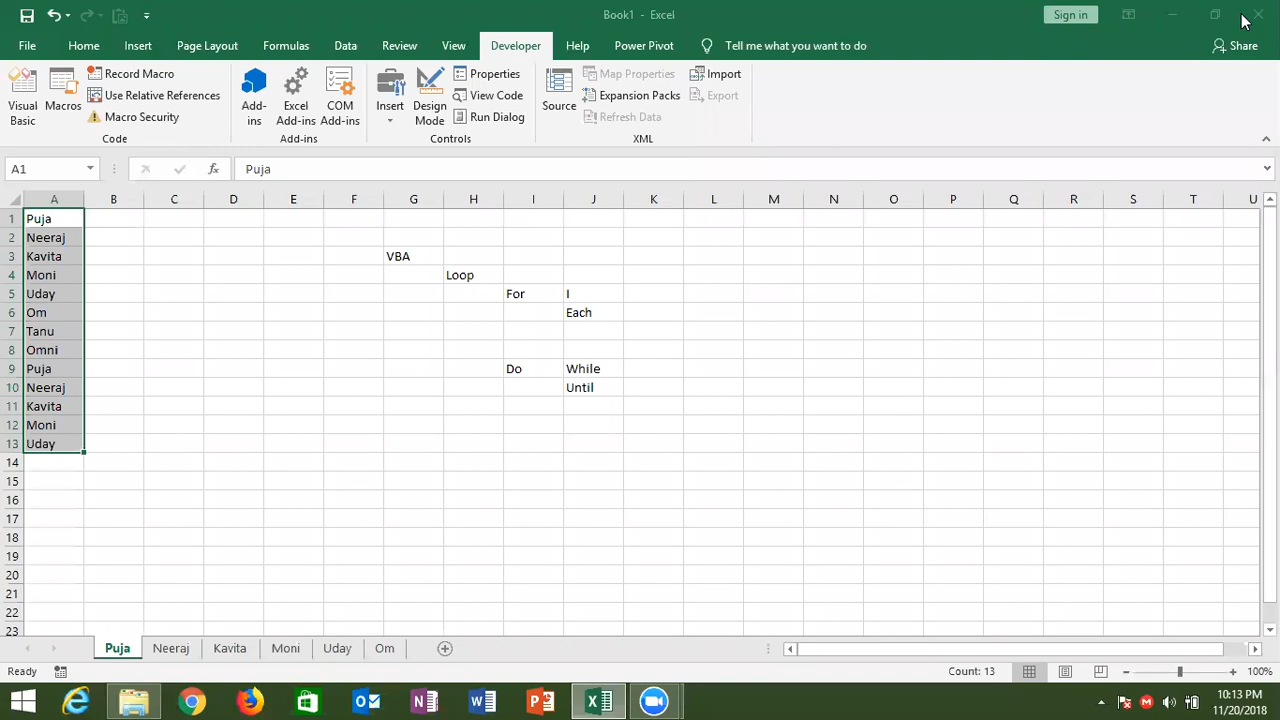 Book1 - Excel
Sign in
File Home Insert Page Layout Formulas Data Review View Developer Help Power Pivot Tell me what you want to do Share
Visual Basic
Macros
Record Macro
Use Relative References
Macro Security
Code
Add-ins
Excel Add-ins
COM Add-ins
Add-ins
Insert
Design Mode
Properties
View Code
Run Dialog
Controls
Source
Map Properties
Expansion Packs
Refresh Data
Import
Export
XML
A1 fx Puja
A B C D E F G H I J K L M N O P Q R S T U
1 Puja
2 Neeraj
3 Kavita VBA
4 Moni Loop
5 Uday For I
6 Om Each
7 Tanu
8 Omni
9 Puja Do While
10 Neeraj Until
11 Kavita
12 Moni
13 Uday
14
15
16
17
18
19
20
21
22
23
Puja Neeraj Kavita Moni Uday Om
Ready Count: 13 100%
10:13 PM
11/20/2018